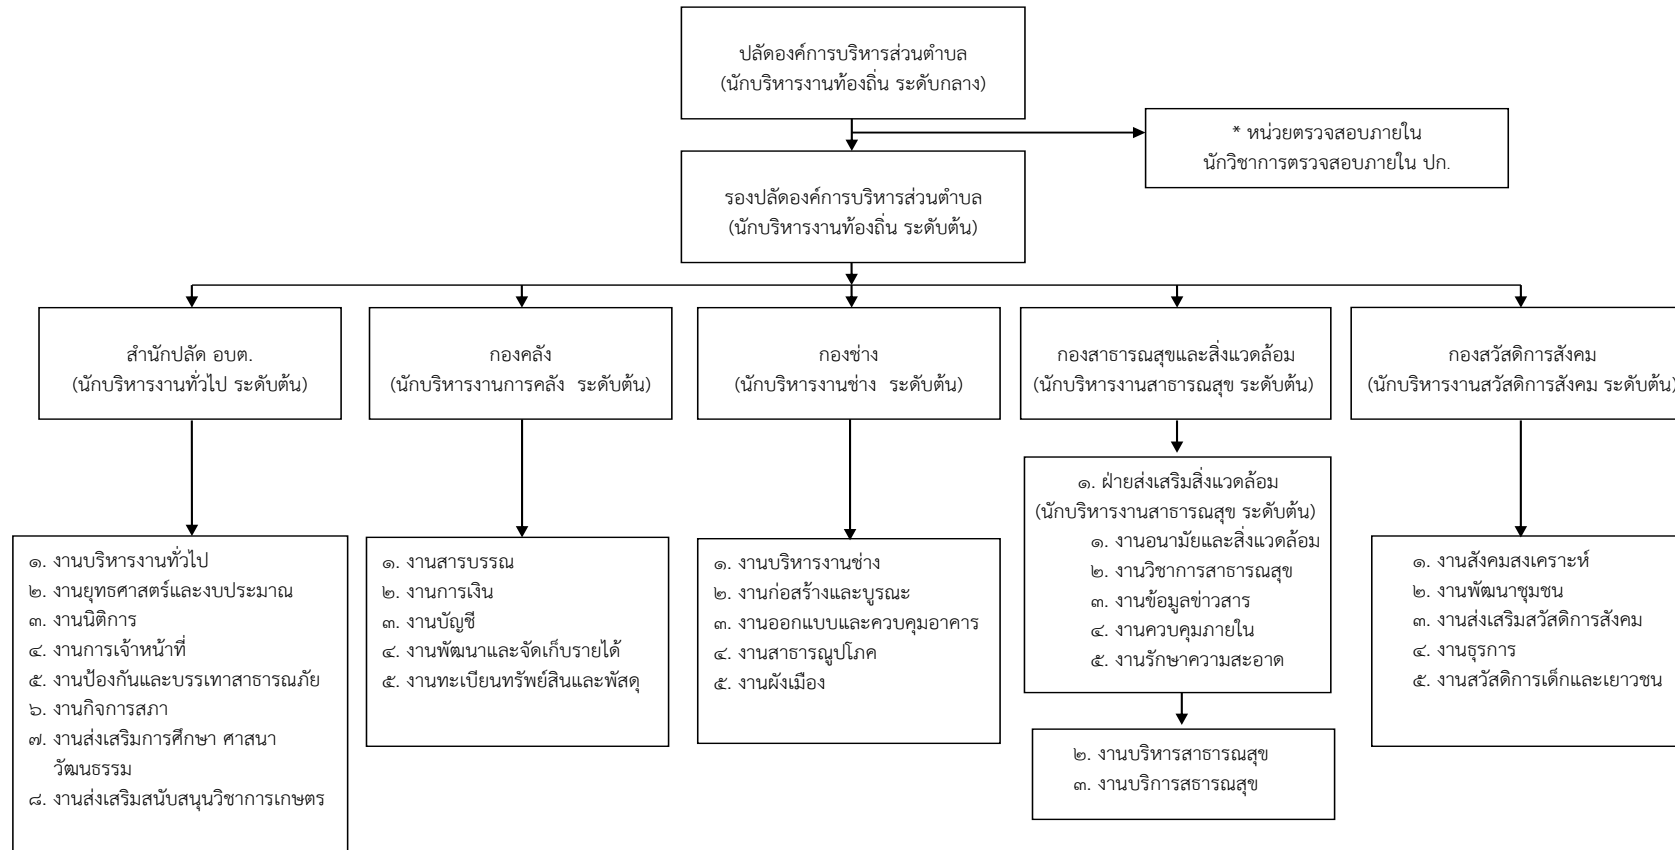 ปลัดองค์การบริหารส่วนตำบล
(นักบริหารงานท้องถิ่น ระดับกลาง)
* หน่วยตรวจสอบภายใน
นักวิชาการตรวจสอบภายใน ปก.
รองปลัดองค์การบริหารส่วนตำบล
(นักบริหารงานท้องถิ่น ระดับต้น)
สำนักปลัด อบต.
(นักบริหารงานทั่วไป ระดับต้น)
กองคลัง
(นักบริหารงานการคลัง ระดับต้น)
กองช่าง
(นักบริหารงานช่าง ระดับต้น)
กองสาธารณสุขและสิ่งแวดล้อม
(นักบริหารงานสาธารณสุข ระดับต้น)
กองสวัสดิการสังคม
(นักบริหารงานสวัสดิการสังคม ระดับต้น)
๑. งานบริหารงานทั่วไป
๒. งานยุทธศาสตร์และงบประมาณ
๓. งานนิติการ
๔. งานการเจ้าหน้าที่
๕. งานป้องกันและบรรเทาสาธารณภัย
๖. งานกิจการสภา
๗. งานส่งเสริมการศึกษา ศาสนา
วัฒนธรรม
๘. งานส่งเสริมสนับสนุนวิชาการเกษตร
๑. งานสารบรรณ
๒. งานการเงิน
๓. งานบัญชี
๔. งานพัฒนาและจัดเก็บรายได้
๕. งานทะเบียนทรัพย์สินและพัสดุ
๑. งานบริหารงานช่าง
๒. งานก่อสร้างและบูรณะ
๓. งานออกแบบและควบคุมอาคาร
๔. งานสาธารณูปโภค
๕. งานผังเมือง
๑. ฝ่ายส่งเสริมสิ่งแวดล้อม
(นักบริหารงานสาธารณสุข ระดับต้น)
๑. งานอนามัยและสิ่งแวดล้อม
๒. งานวิชาการสาธารณสุข
๓. งานข้อมูลข่าวสาร
๔. งานควบคุมภายใน
๕. งานรักษาความสะอาด
๒. งานบริหารสาธารณสุข
๓. งานบริการสธารณสุข
๑. งานสังคมสงเคราะห์
๒. งานพัฒนาชุมชน
๓. งานส่งเสริมสวัสดิการสังคม
๔. งานธุรการ
๕. งานสวัสดิการเด็กและเยาวชน